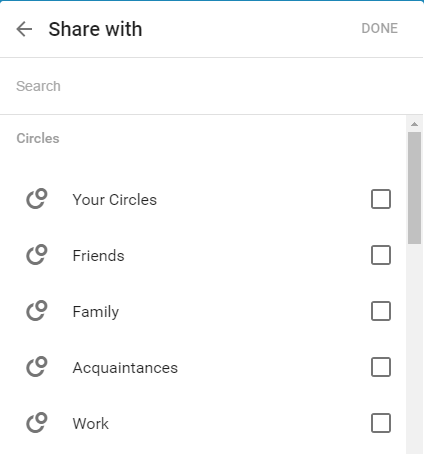 Share with
DONE
Search
Circles
Your Circles
Friends
Family
Acquaintances
Work